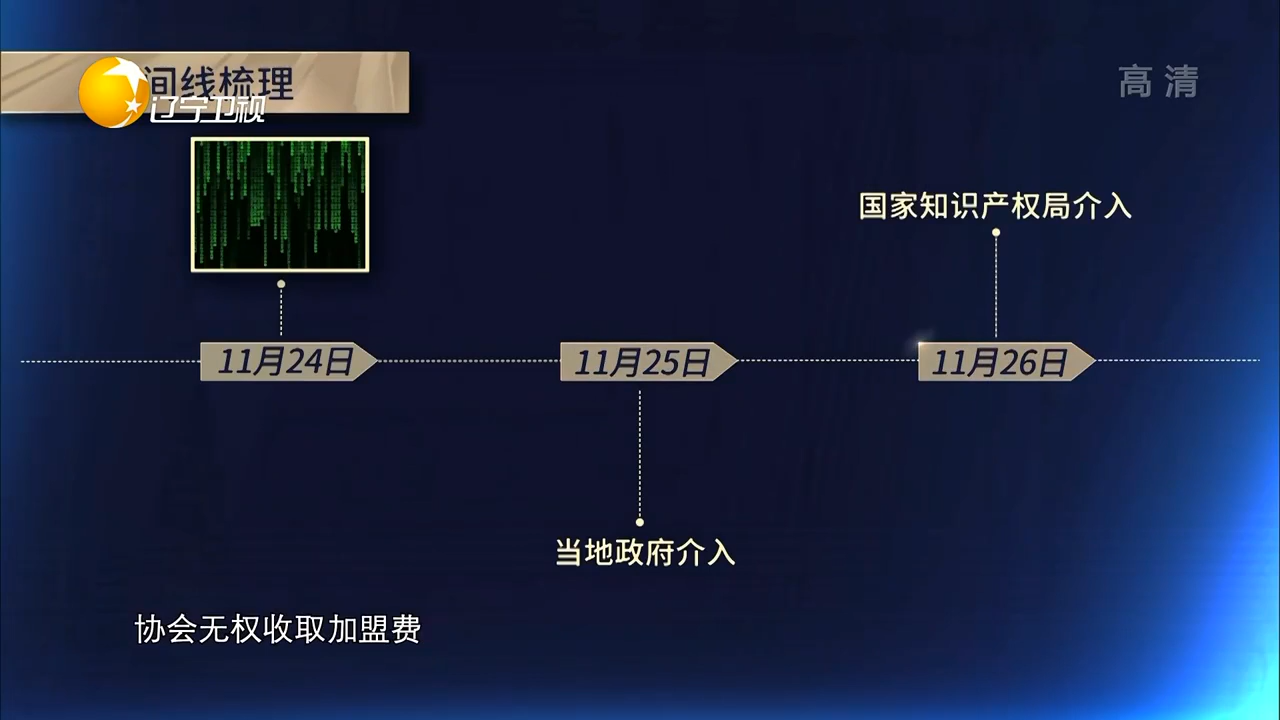 间线梳理
辽宁卫视
高清
国家知识产权局介入
11月24日
11月25日
11月26日
当地政府介入
协会无权收取加盟费